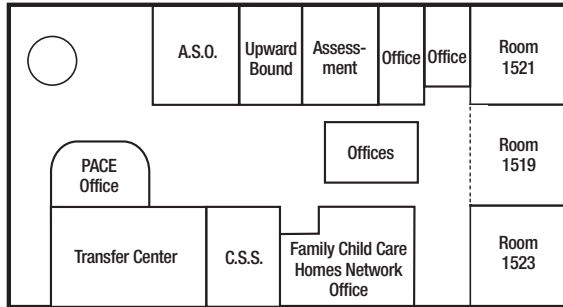 A.S.O.
Upward
Bound
Assess-
ment
Office
Office
Room
1521
PACE
Office
Offices
Room
1519
Transfer Center
C.S.S.
Family Child Care
Homes Network
Office
Room
1523